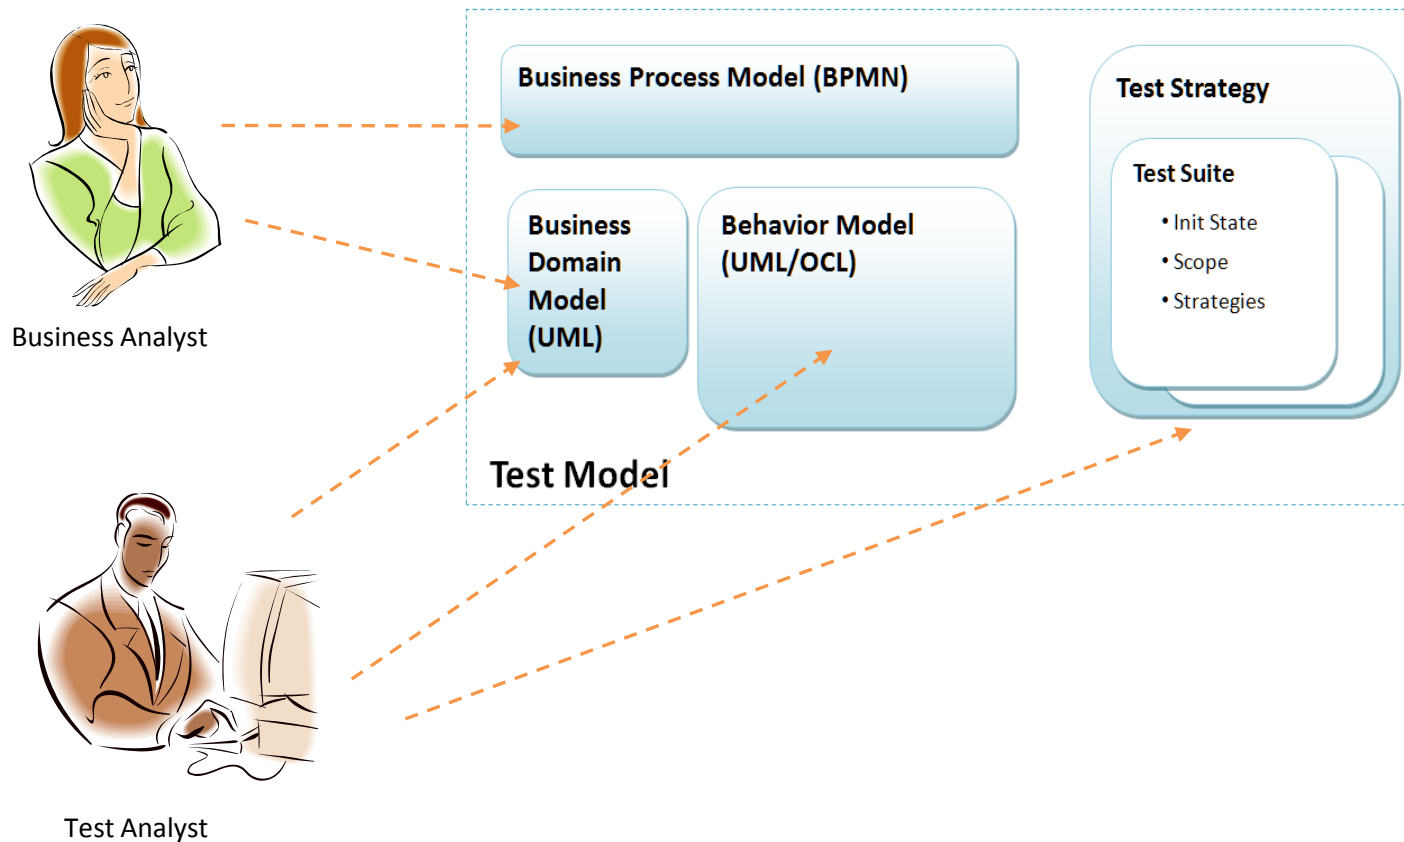 Business Process Model (BPMN)
Test Strategy
Test Suite
• Init State
• Scope
• Strategies
Business
Domain
Model
(UML)
Behavior Model
(UML/OCL)
Business Analyst
Test Model
Test Analyst